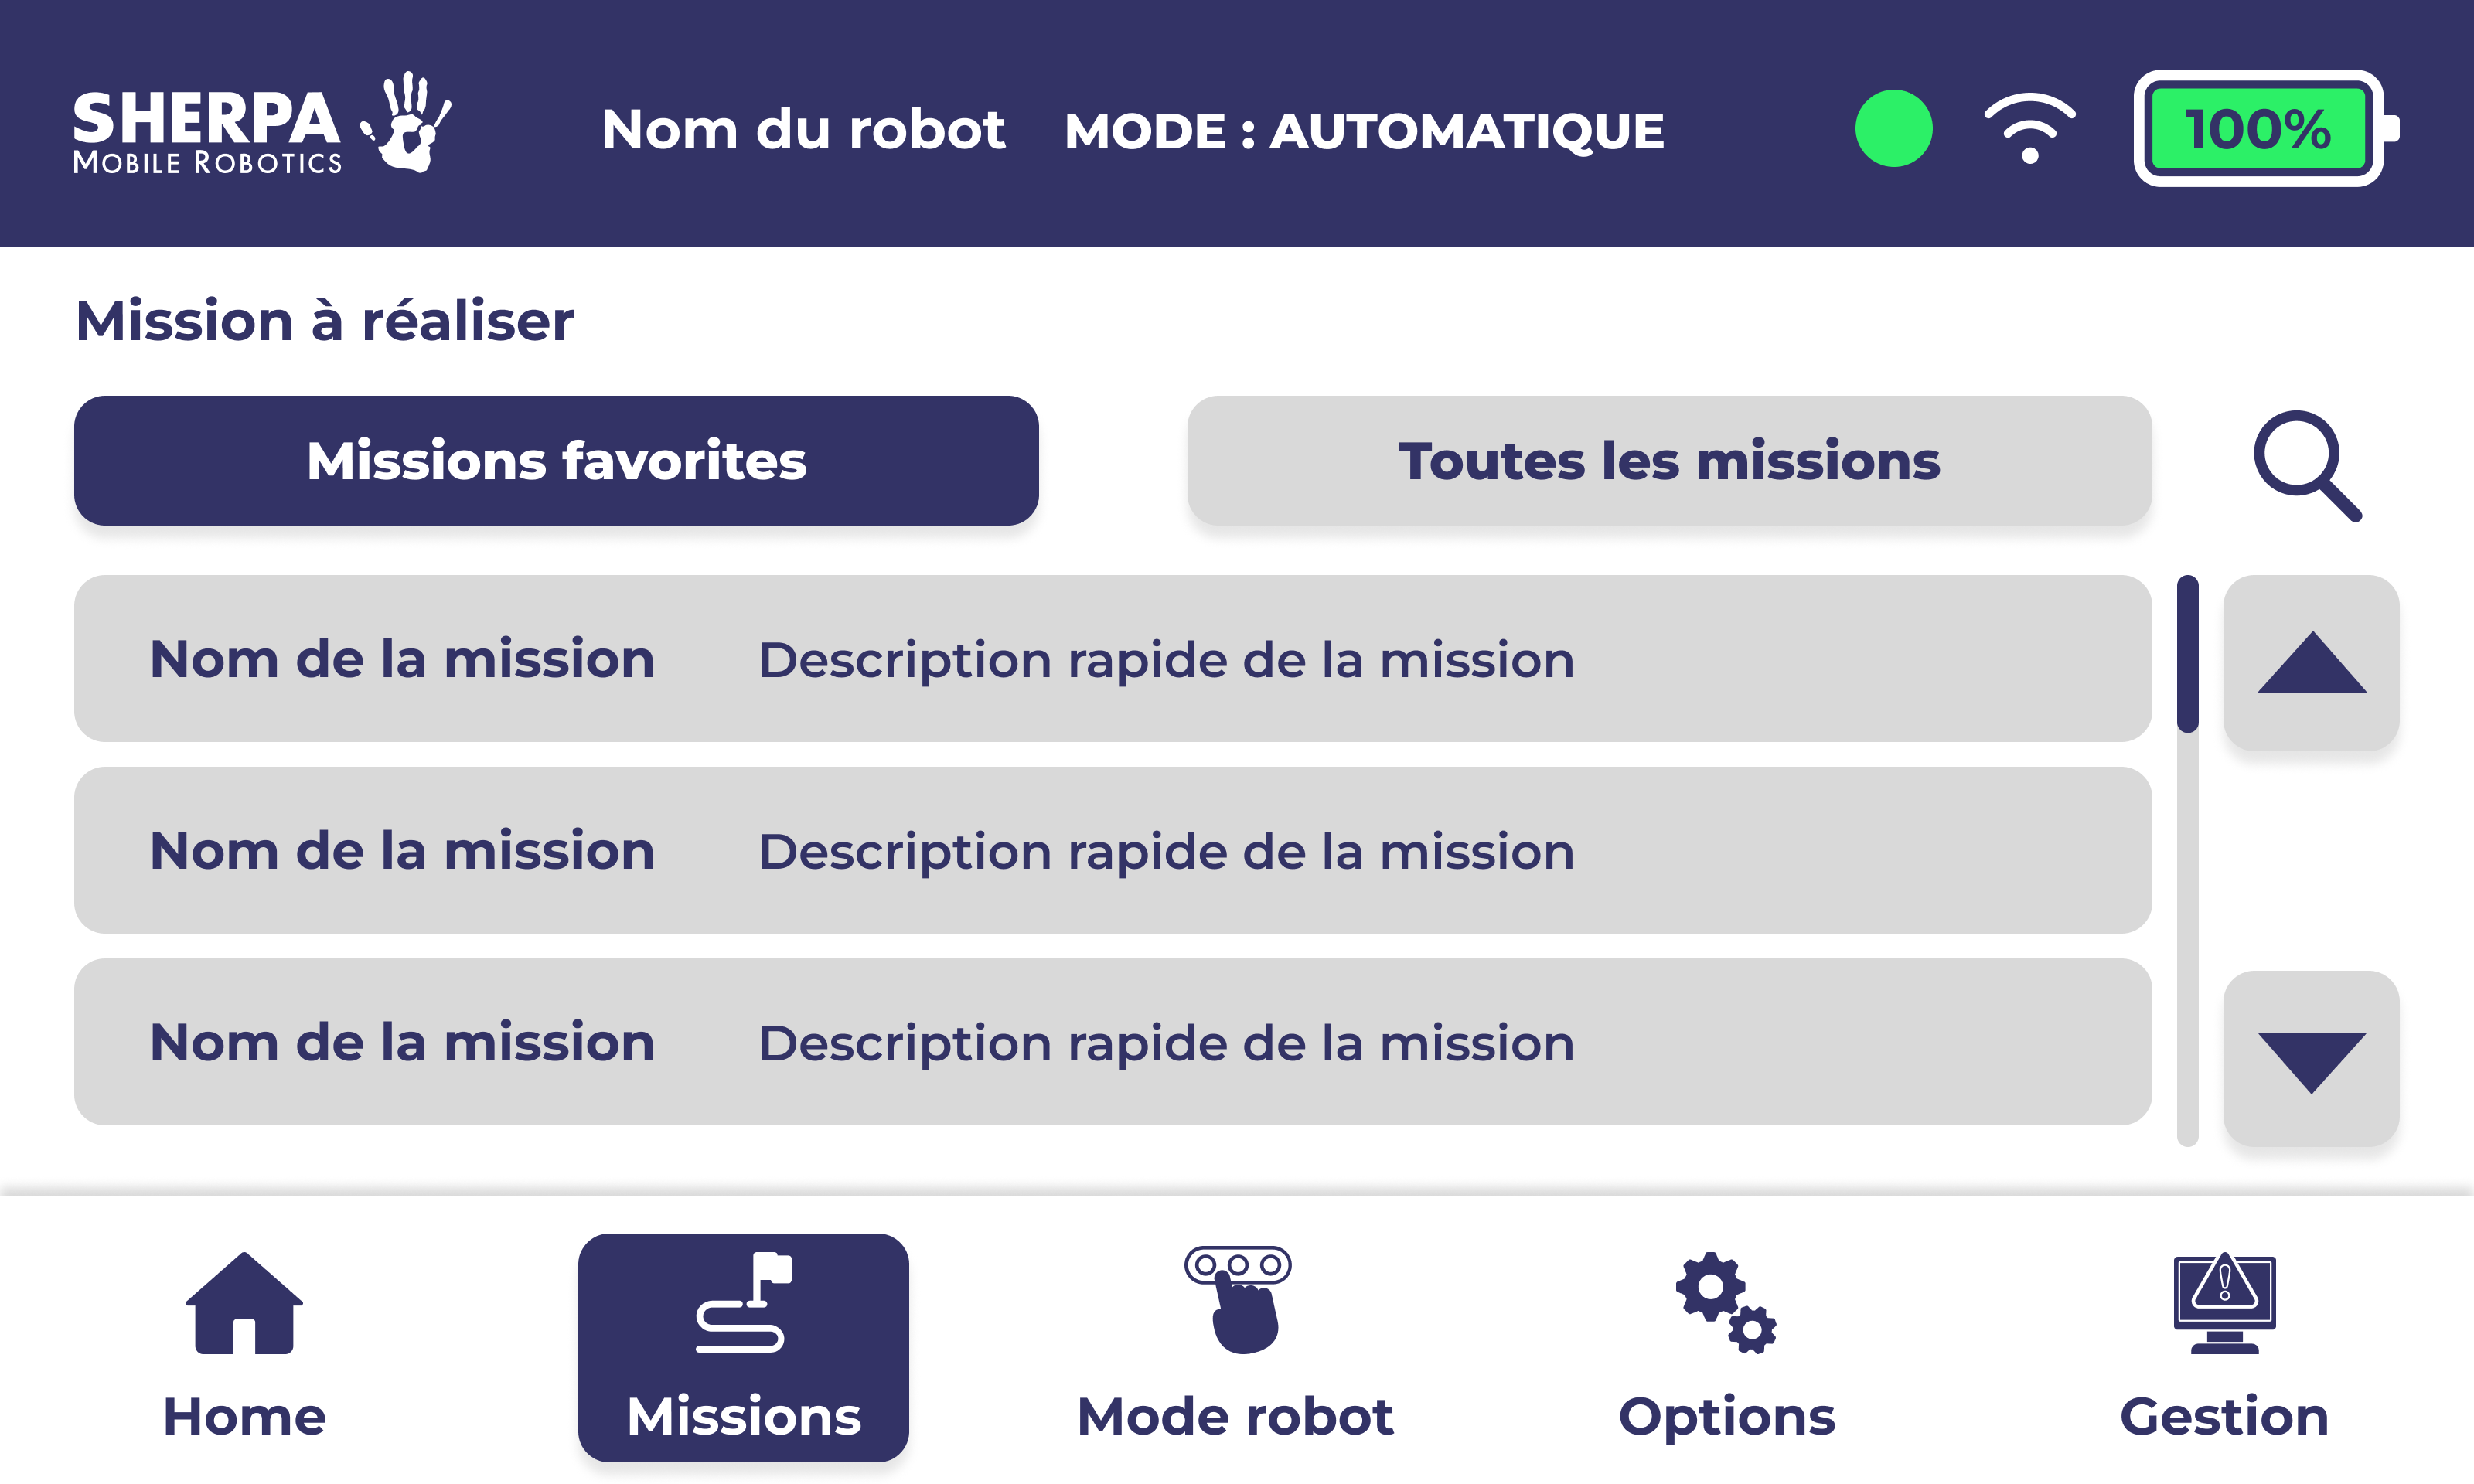 SHERPA
MOBILE ROBOTICS
Nom du robot MODE : AUTOMATIQUE
100%
Mission à réaliser
Missions favorites
Toutes les missions
Nom de la mission Description rapide de la mission
Nom de la mission Description rapide de la mission
Nom de la mission Description rapide de la mission
Home
Missions
Mode robot
Options
Gestion